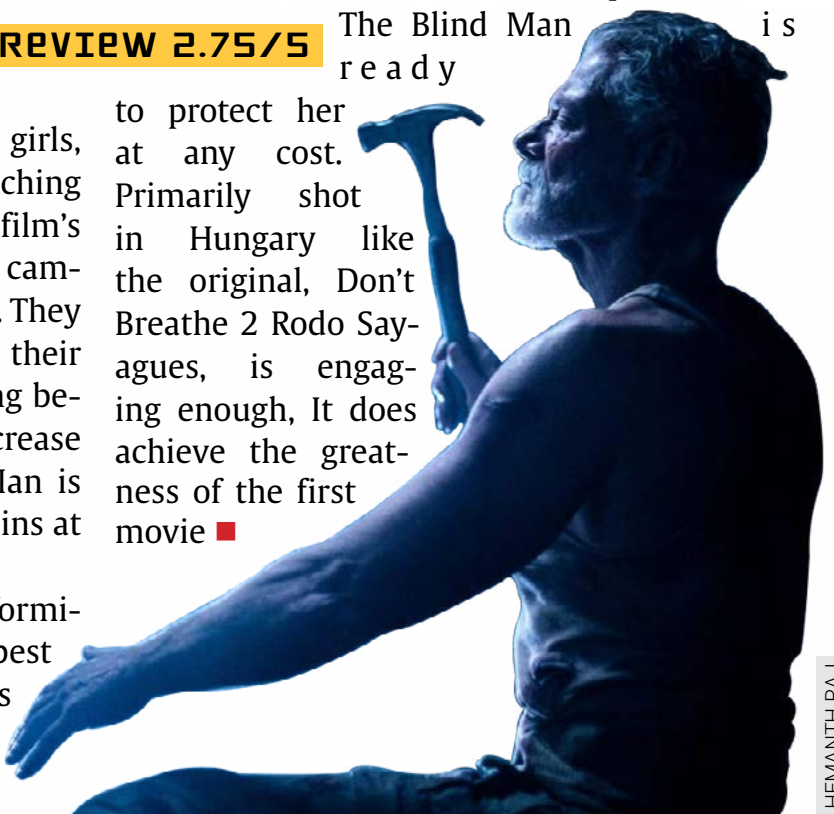 REVIEW 2.75/5
girls,
ching
film's
cam-
. They
their
ng be-
crease
Man is
ins at
ormi-
best
s
The Blind Man is
ready
to protect her
at any cost.
Primarily shot
in Hungary like
the original, Don't
Breathe 2 Rodo Say-
agues, is engag-
ing enough, It does
achieve the great-
ness of the first
movie
HEMANTH RAJ